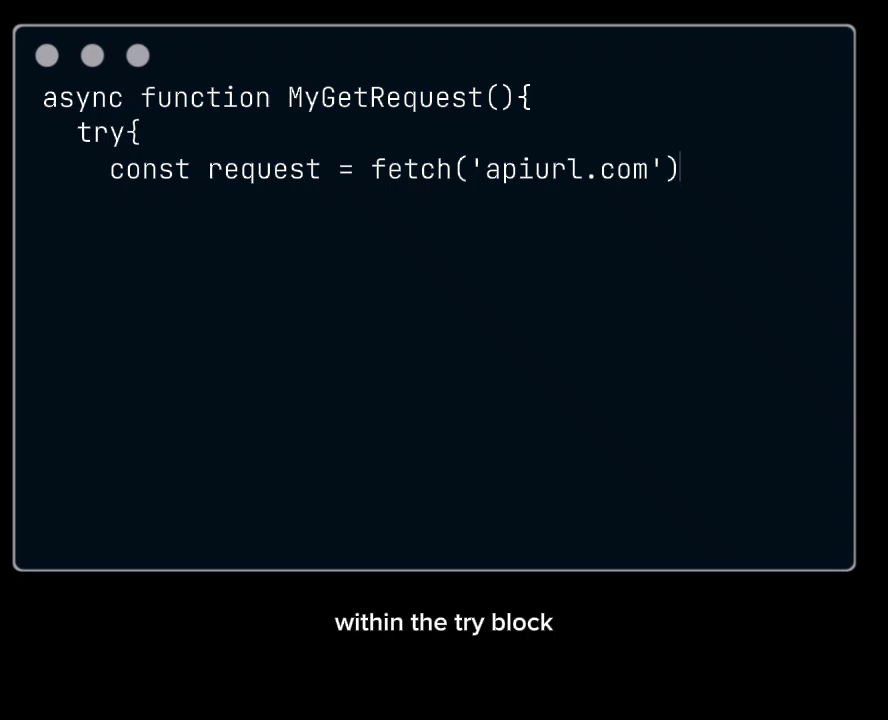 async function MyGetRequest(){
try{
const request = fetch('apiurl.com')
within the try block